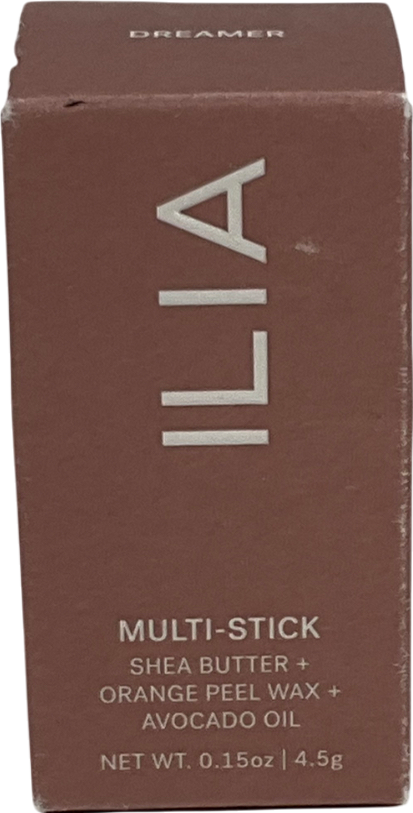 DREAMER
ILIA
MULTI-STICK
SHEA BUTTER +
ORANGE PEEL WAX +
AVOCADO OIL
NET WT. 0.15oz | 4.5g